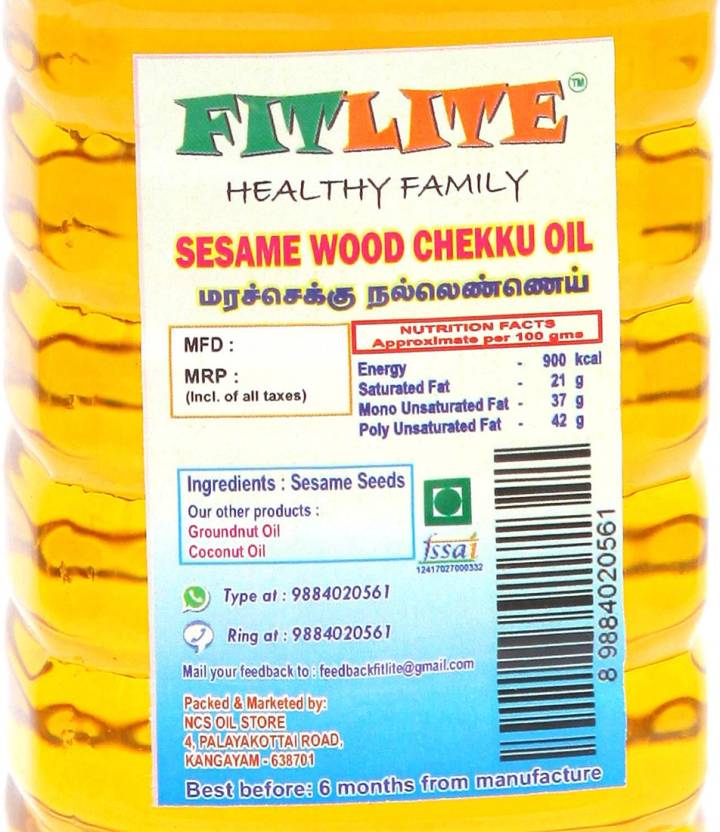 FITLITE™
HEALTHY FAMILY
SESAME WOOD CHEKKU OIL
மரச்செக்கு நல்லெண்ணெய்
MFD :
MRP :
(Incl. of all taxes)
NUTRITION FACTS
Approximate per 100 gms
Energy - 900 kcal
Saturated Fat - 21 g
Mono Unsaturated Fat - 37 g
Poly Unsaturated Fat - 42 g
Ingredients : Sesame Seeds
Our other products :
Groundnut Oil
Coconut Oil
fssai
12417027000332
Type at : 9884020561
Ring at : 9884020561
Mail your feedback to : feedbackfitlite@gmail.com
Packed & Marketed by:
NCS OIL STORE
4, PALAYAKOTTAI ROAD,
KANGAYAM - 638701
8 9884020561
Best before: 6 months from manufacture